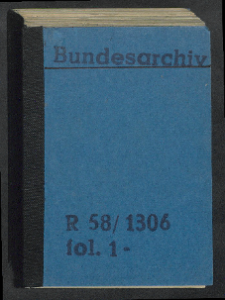 Bundesarchiv
R 58/1306
fol. 1-